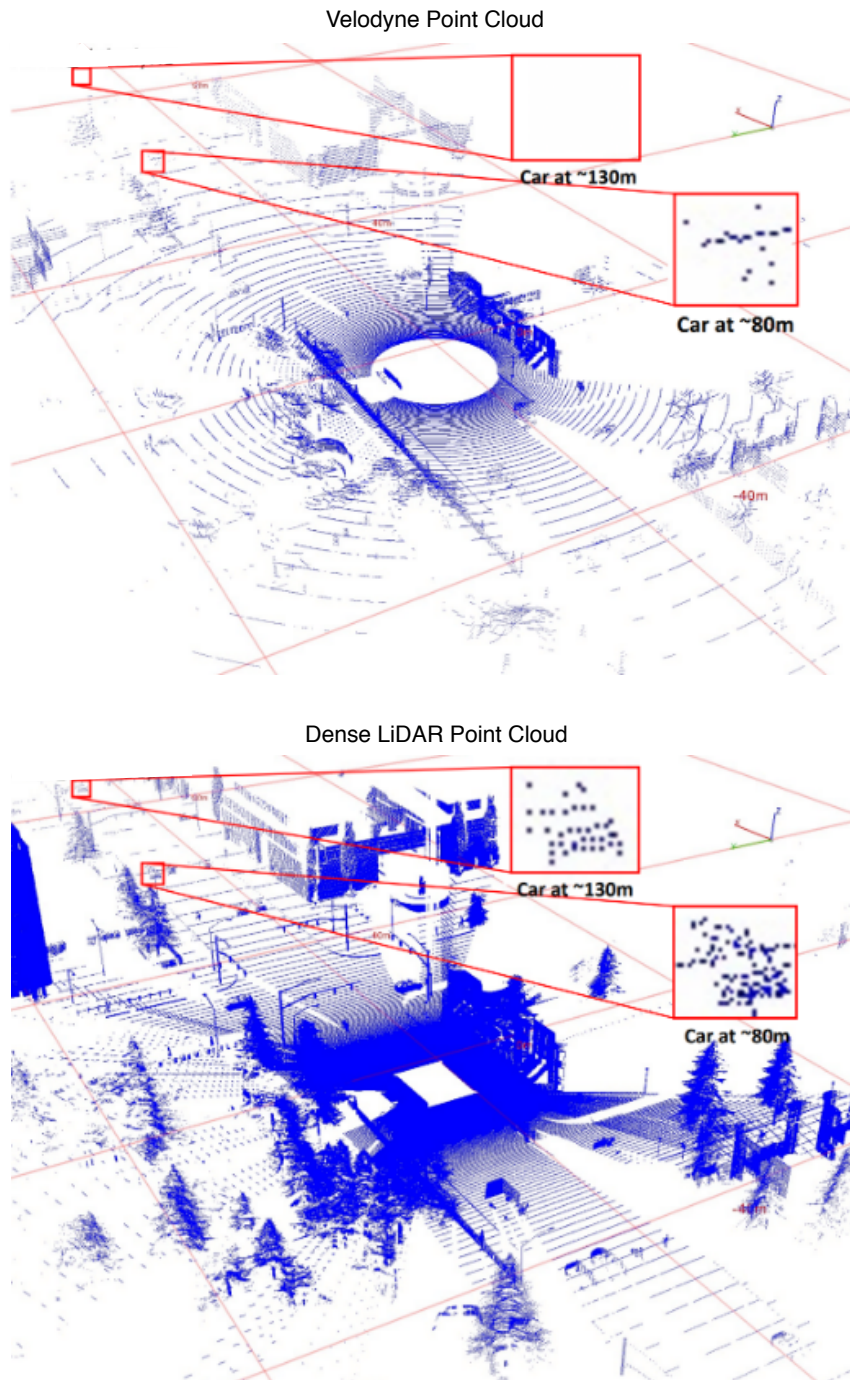 Velodyne Point Cloud
Car at ~130m
Car at ~80m
-40m
Dense LiDAR Point Cloud
Car at ~130m
Car at ~80m